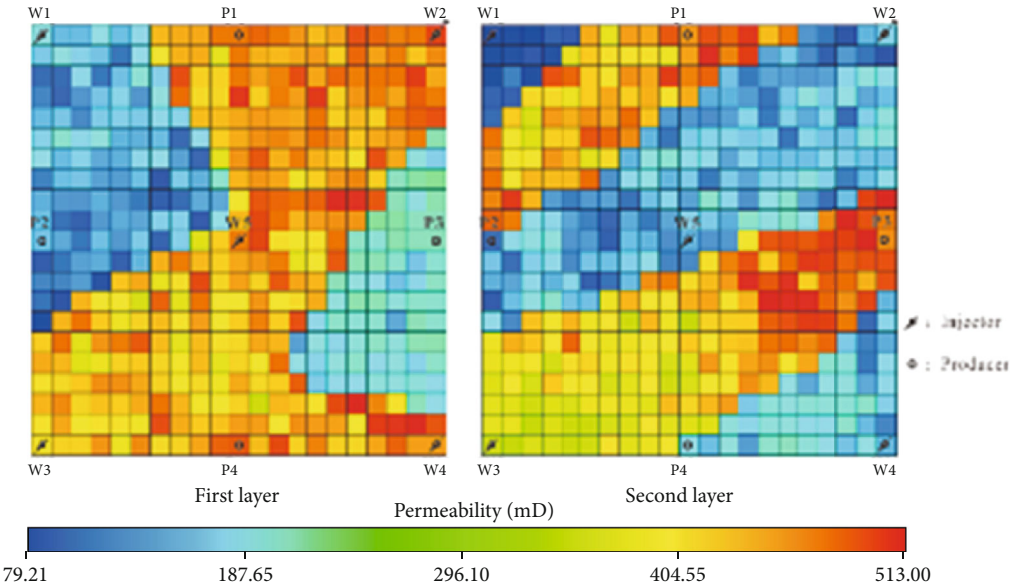 W1 P1 W2 W1 P1 W2
P2 W5 P3 P2 W5 P3
: Injector
: Producer
W3 P4 W4 W3 P4 W4
First layer Second layer
Permeability (mD)
79.21 187.65 296.10 404.55 513.00